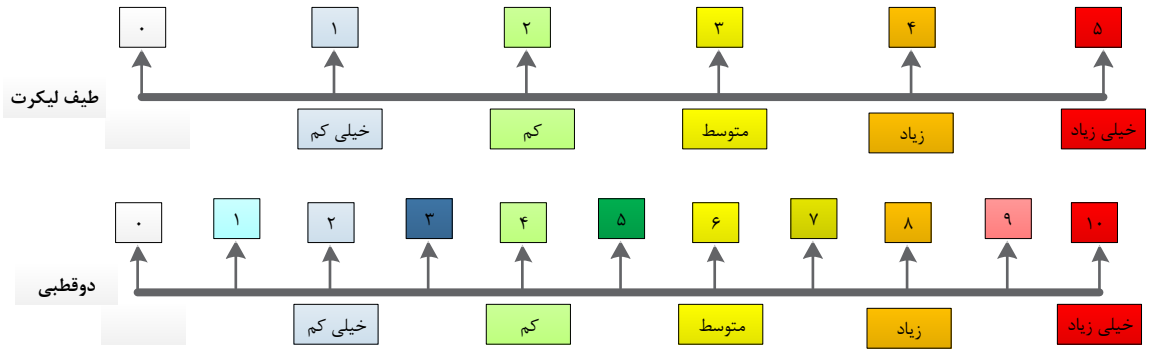 ۰ ۱ ۲ ۳ ۴ ۵
طیف لیکرت
خیلی کم کم متوسط زیاد خیلی زیاد
۰ ۱ ۲ ۳ ۴ ۵ ۶ ۷ ۸ ۹ ۱۰
دوقطبی
خیلی کم کم متوسط زیاد خیلی زیاد